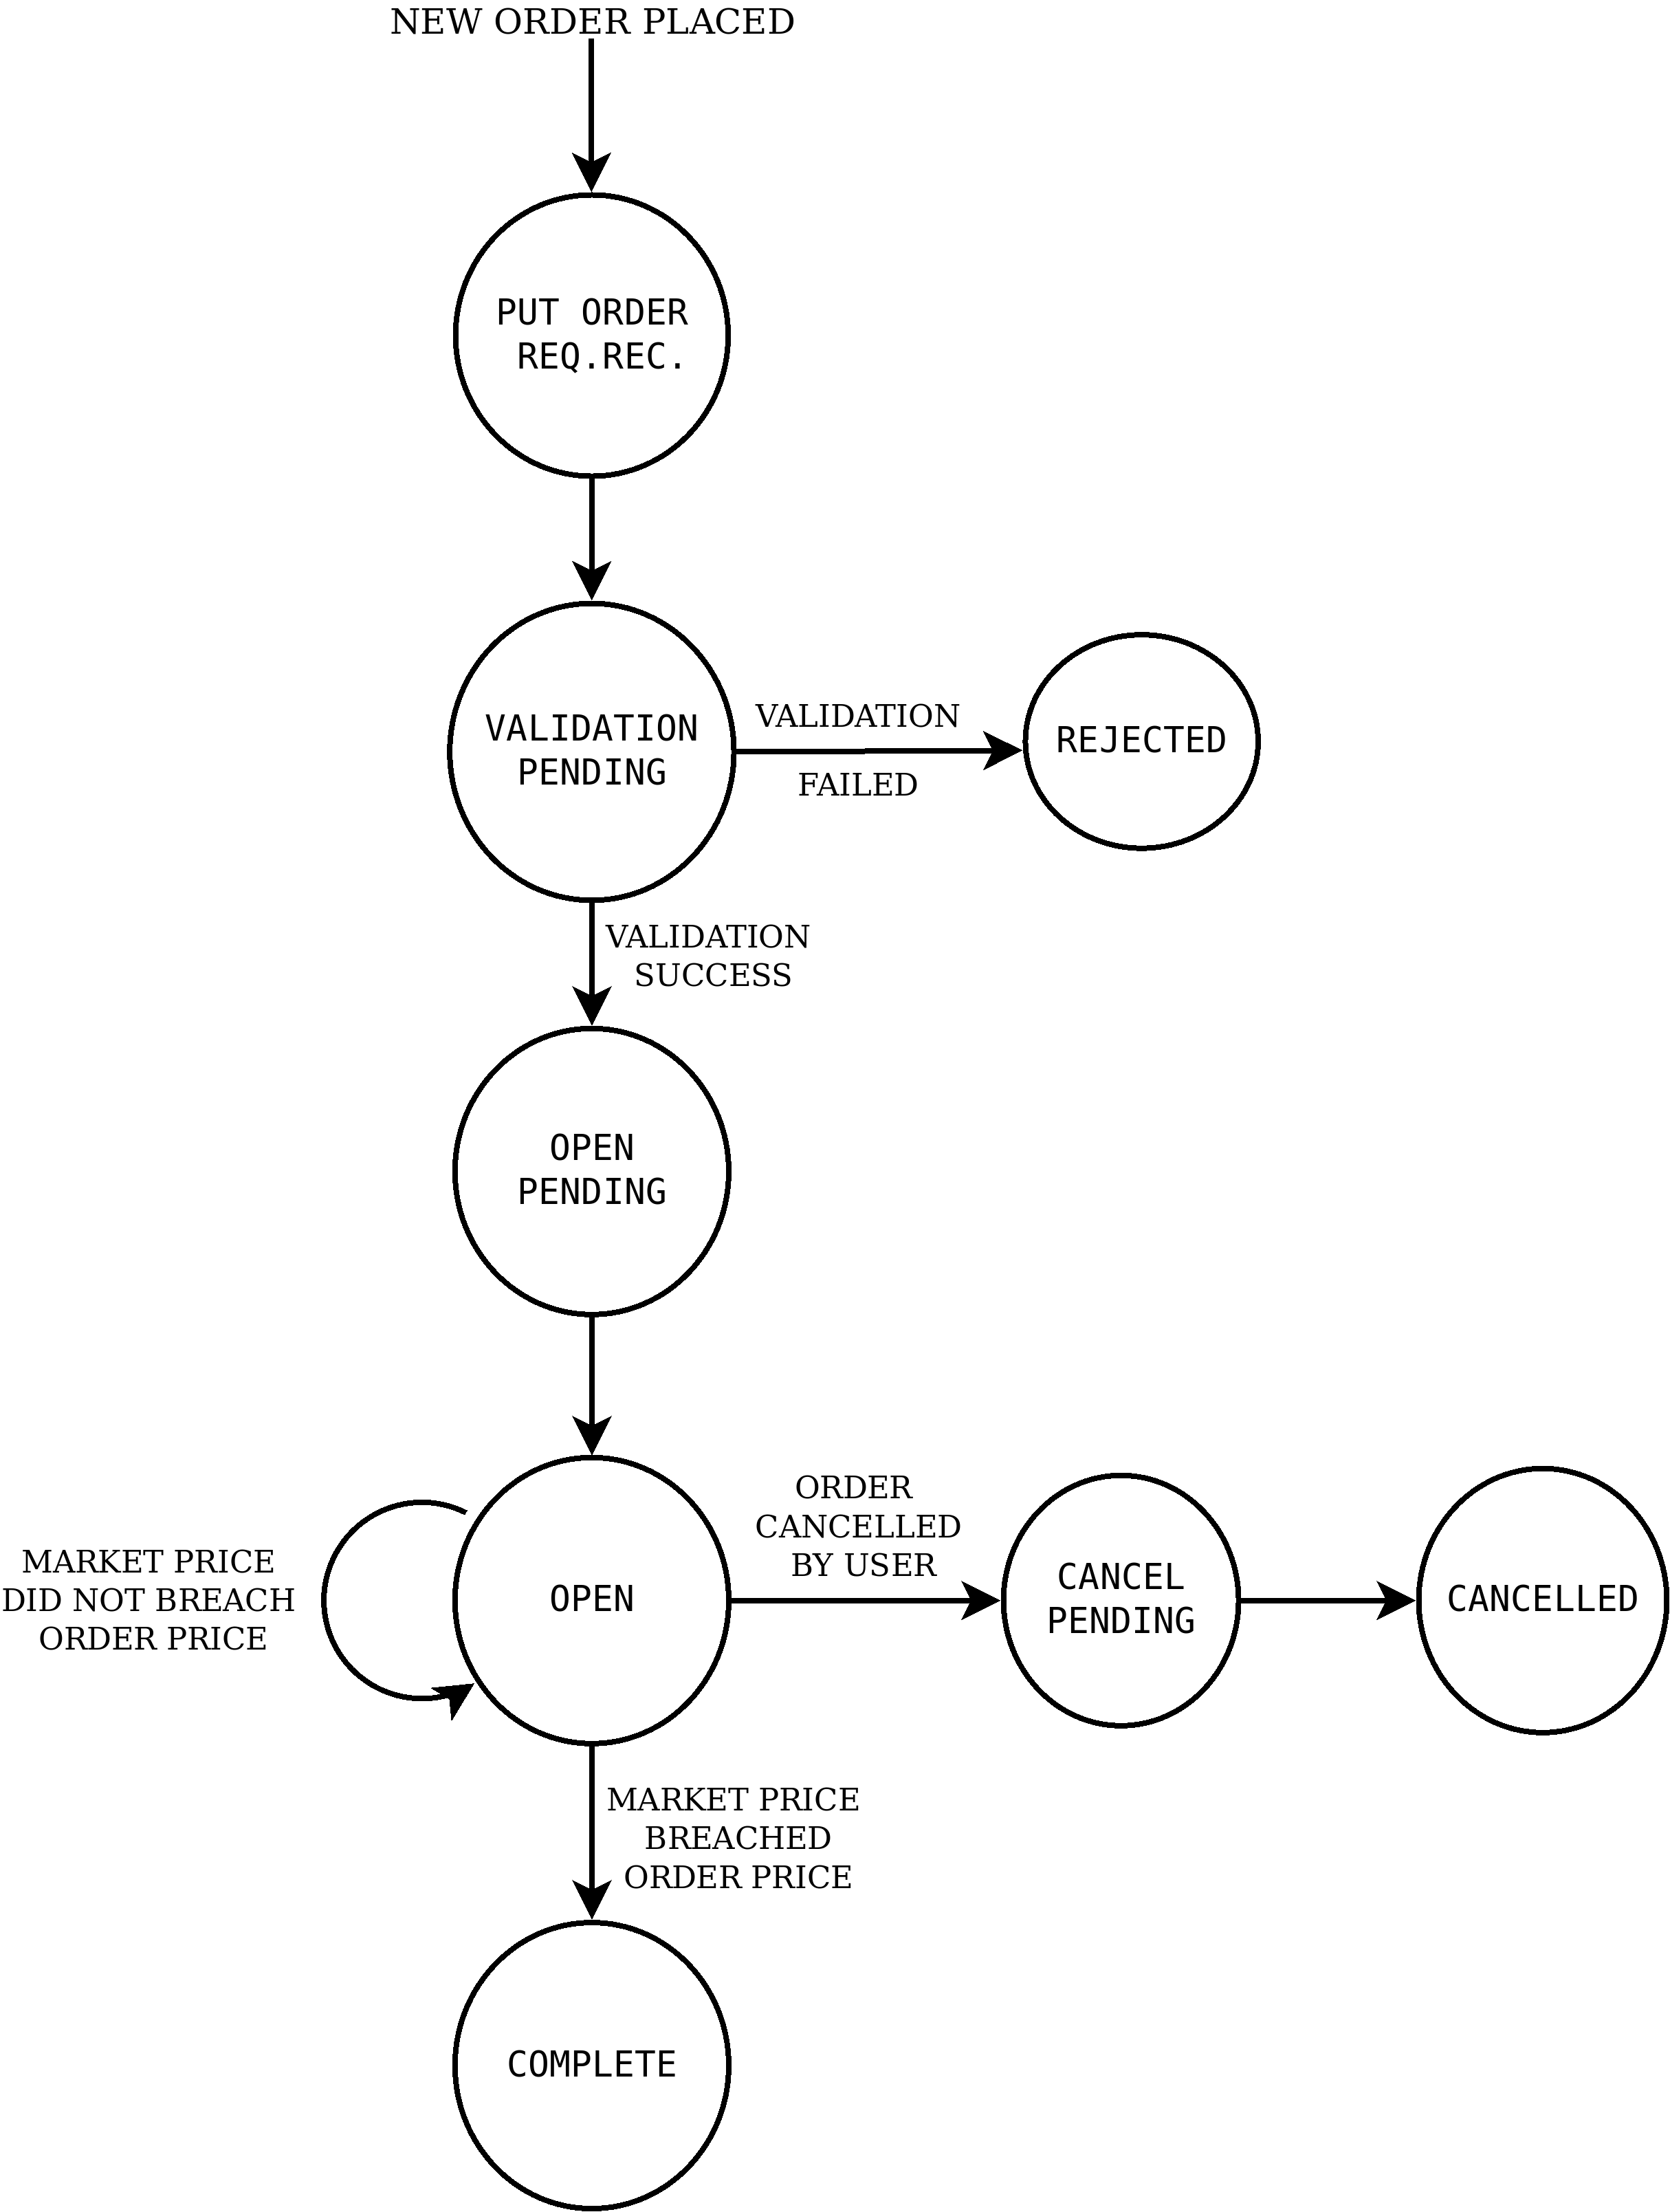 NEW ORDER PLACED
PUT ORDER
REQ.REC.
VALIDATION
PENDING
VALIDATION
FAILED
REJECTED
VALIDATION
SUCCESS
OPEN
PENDING
MARKET PRICE
DID NOT BREACH
ORDER PRICE
OPEN
ORDER
CANCELLED
BY USER
CANCEL
PENDING
CANCELLED
MARKET PRICE
BREACHED
ORDER PRICE
COMPLETE